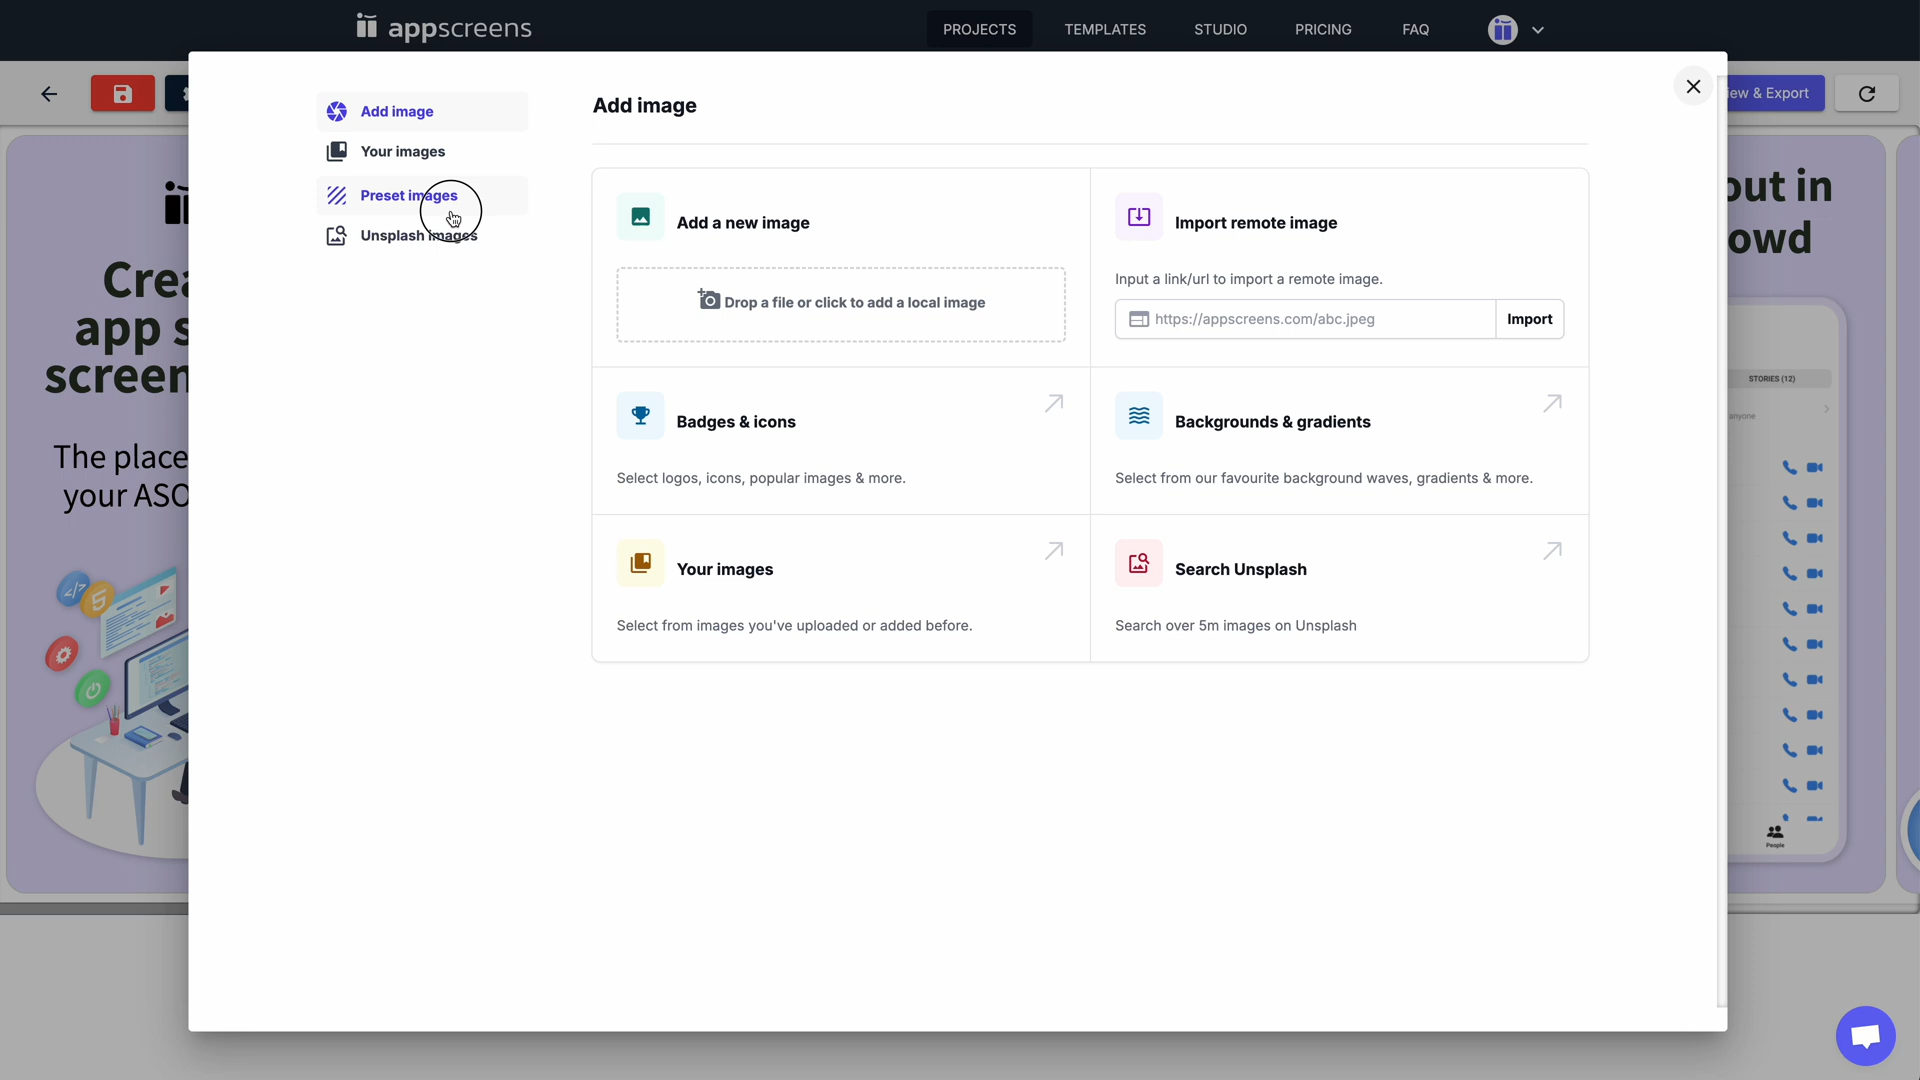 appscreens
PROJECTS
TEMPLATES
STUDIO
PRICING
FAQ
Add image
Your images
Preset images
Unsplash images
Add image
Add a new image
Drop a file or click to add a local image
Import remote image
Input a link/url to import a remote image.
https://appscreens.com/abc.jpeg
Import
Badges & icons
Select logos, icons, popular images & more.
Backgrounds & gradients
Select from our favourite background waves, gradients & more.
Your images
Select from images you've uploaded or added before.
Search Unsplash
Search over 5m images on Unsplash
iew & Export
Crea
app s
screen
The place
your ASO
out in
owd
STORIES (12)
anyone
People